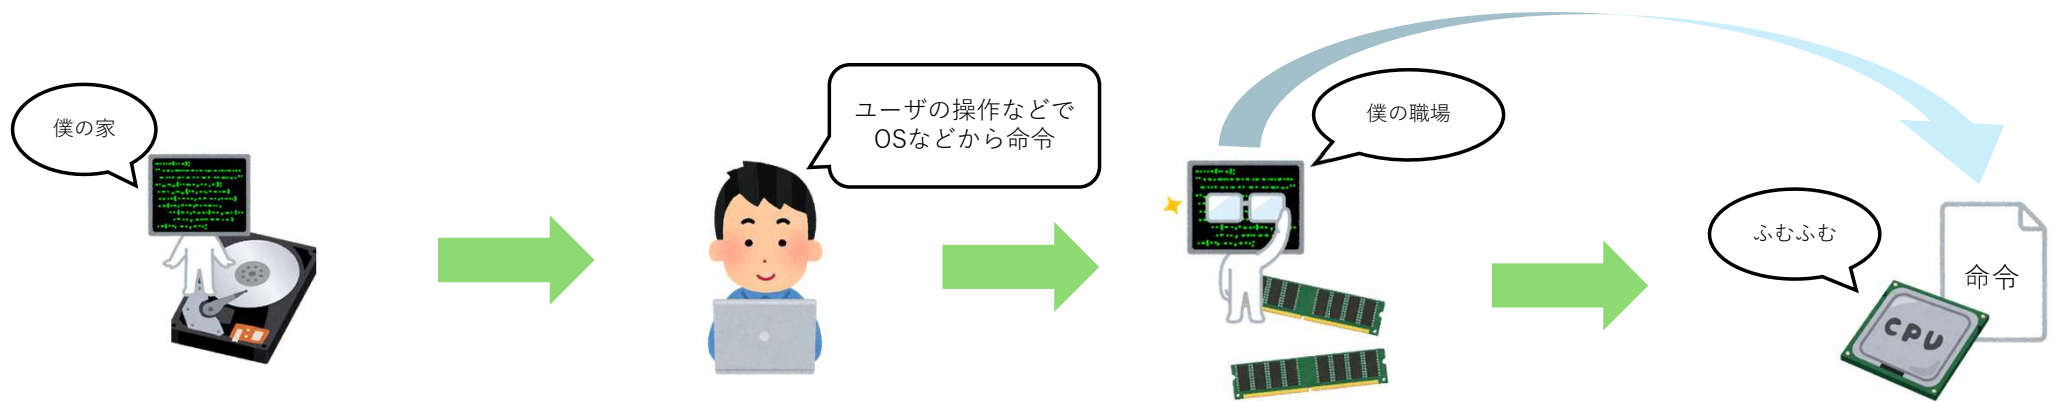 僕の家
ユーザの操作などで
OSなどから命令
僕の職場
ふむふむ
命令
CPU